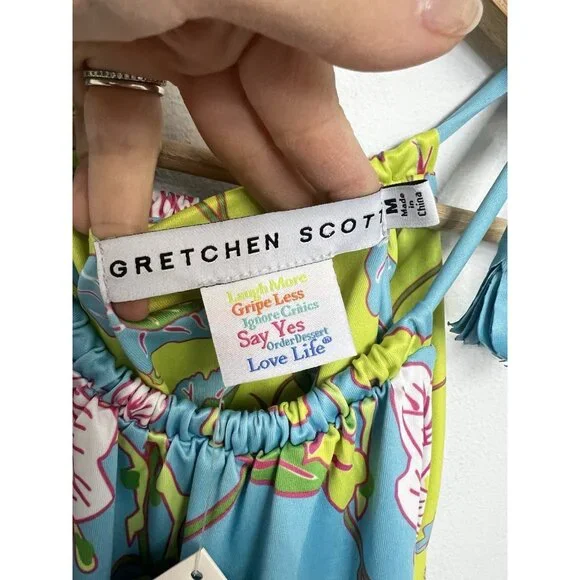 GRETCHEN SCOTT
M
Made in
China
Laugh More
Gripe Less
Ignore Critics
Say Yes
Order Dessert
Love Life®